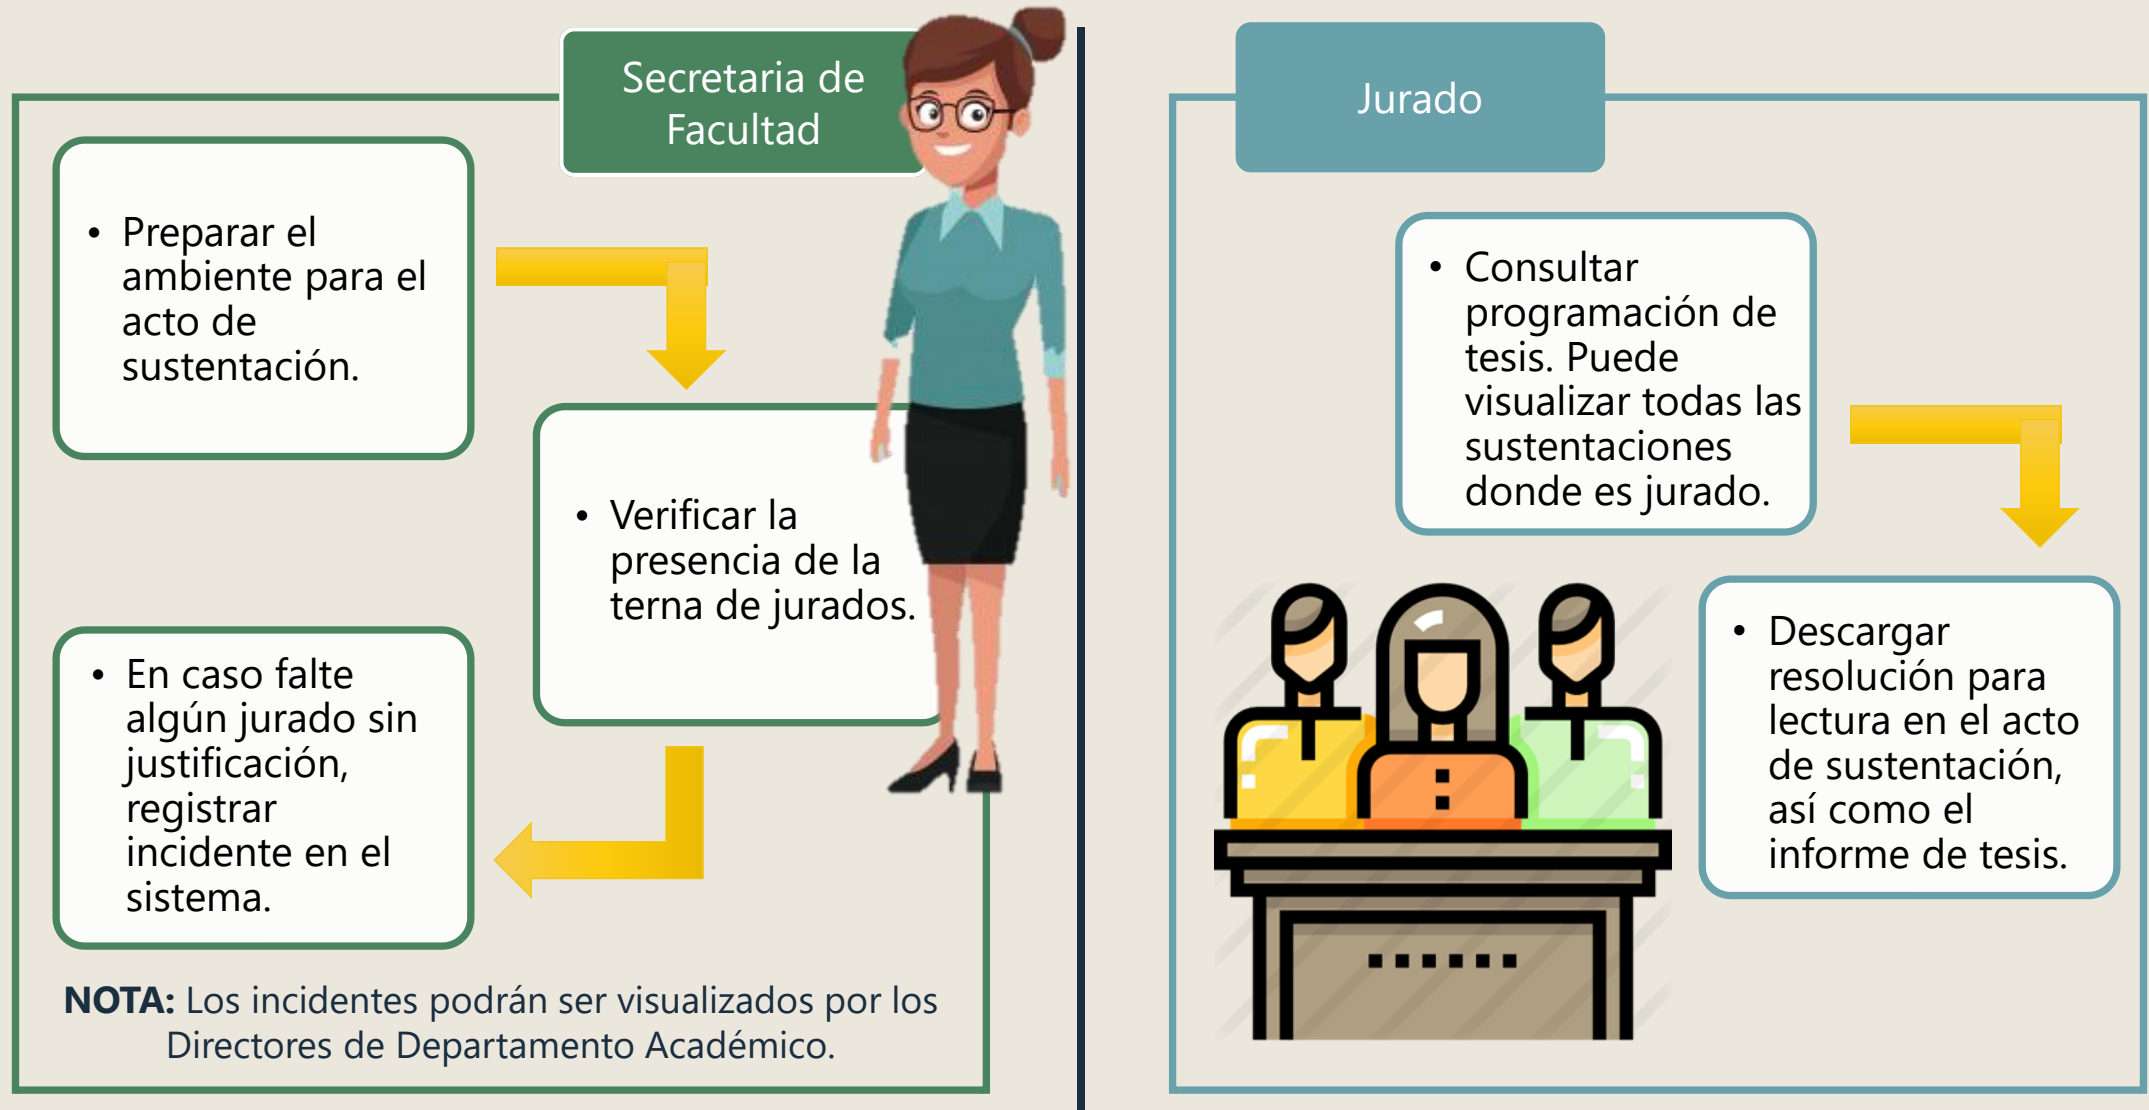 Secretaria de
Facultad
• Preparar el
ambiente para el
acto de
sustentación.
• Verificar la
presencia de la
terna de jurados.
• En caso falte
algún jurado sin
justificación,
registrar
incidente en el
sistema.
NOTA: Los incidentes podrán ser visualizados por los
Directores de Departamento Académico.
Jurado
• Consultar
programación de
tesis. Puede
visualizar todas las
sustentaciones
donde es jurado.
• Descargar
resolución para
lectura en el acto
de sustentación,
así como el
informe de tesis.